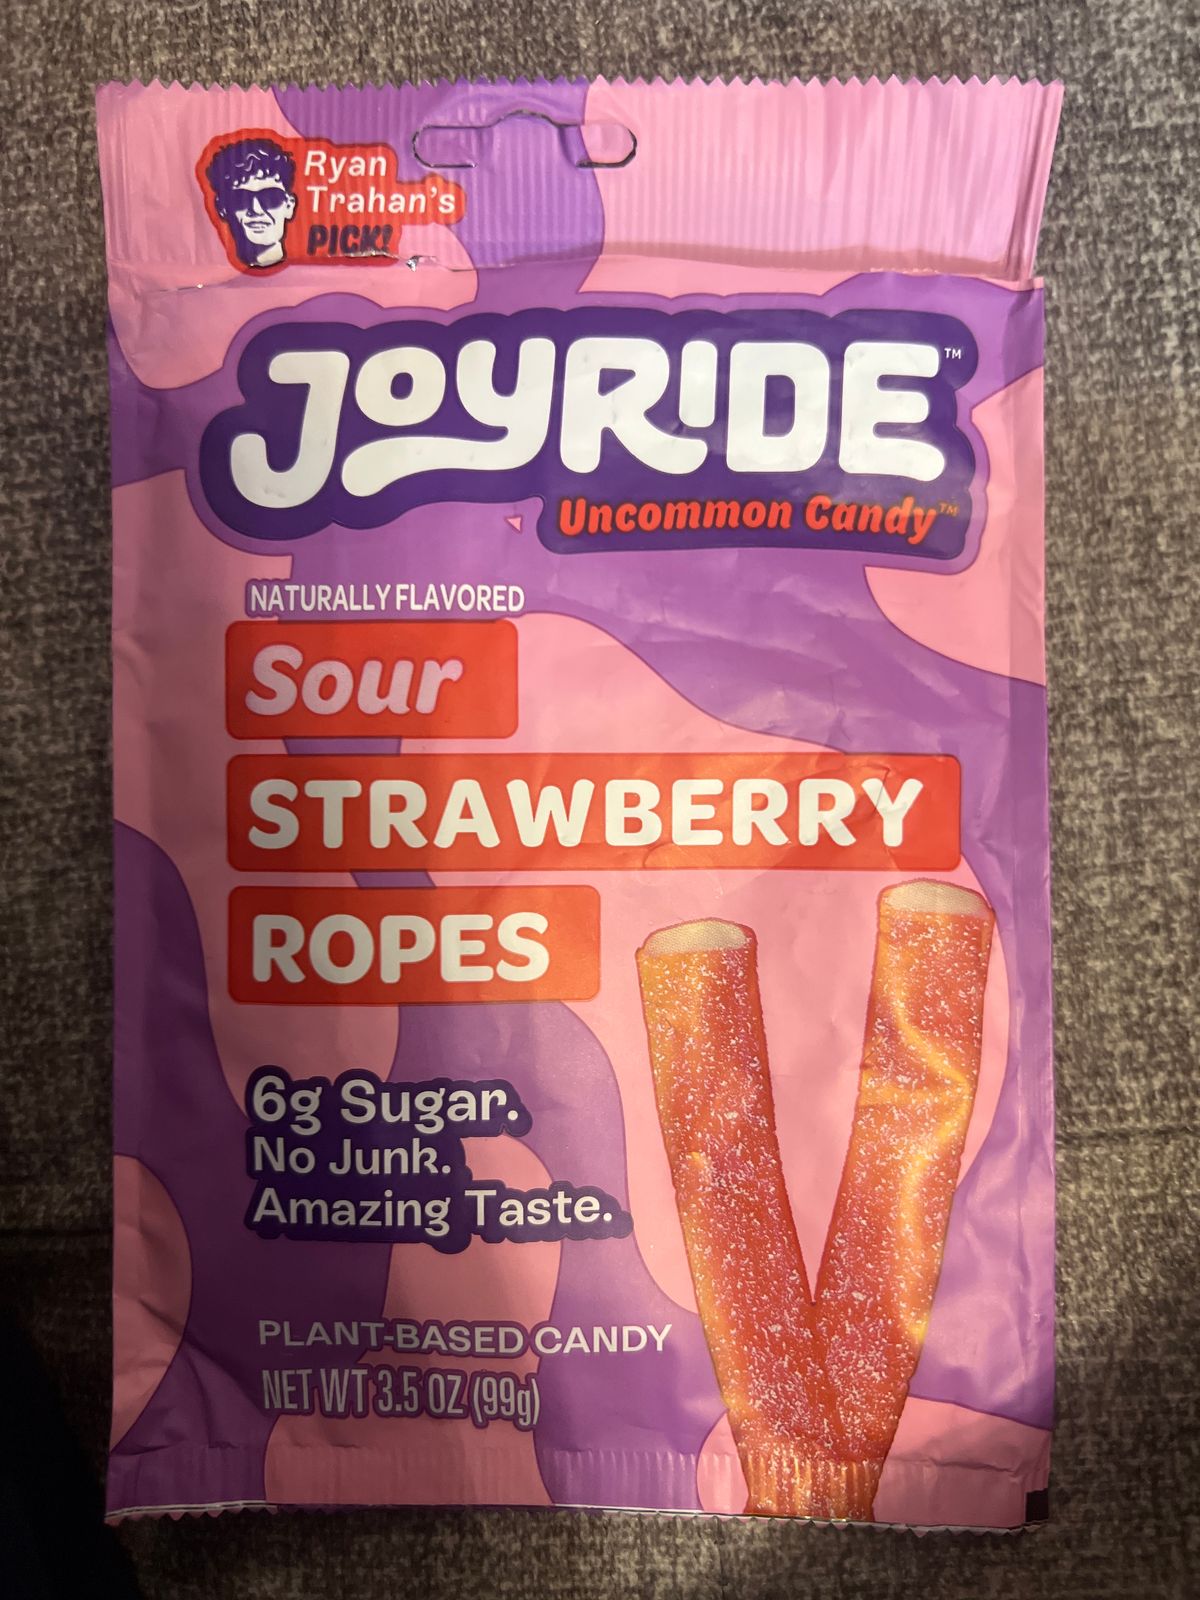 Ryan
Trahan's
PICK!
JOYRIDE™
Uncommon Candy™
NATURALLY FLAVORED
Sour
STRAWBERRY
ROPES
6g Sugar.
No Junk.
Amazing Taste.
PLANT-BASED CANDY
NET WT 3.5 OZ (99g)